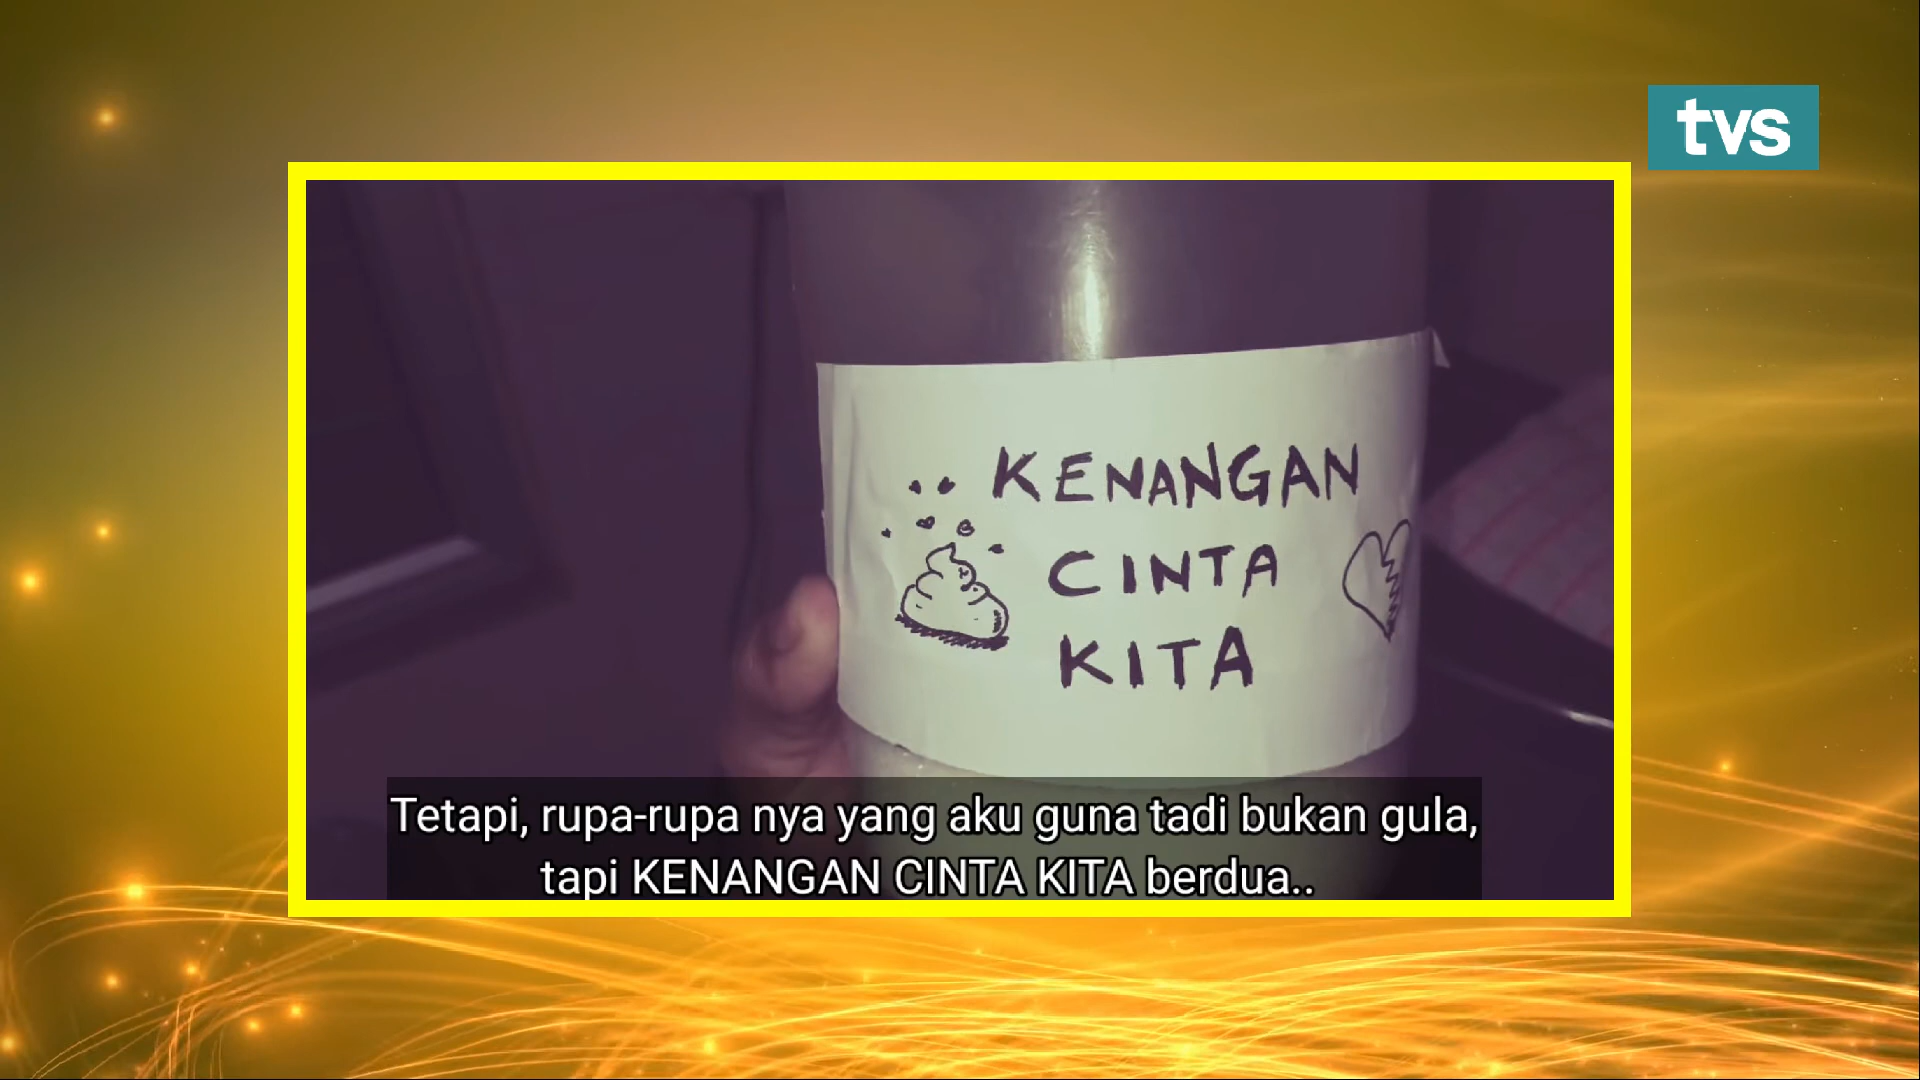 tvs
KENANGAN
CINTA
KITA
Tetapi, rupa-rupa nya yang aku guna tadi bukan gula,
tapi KENANGAN CINTA KITA berdua..